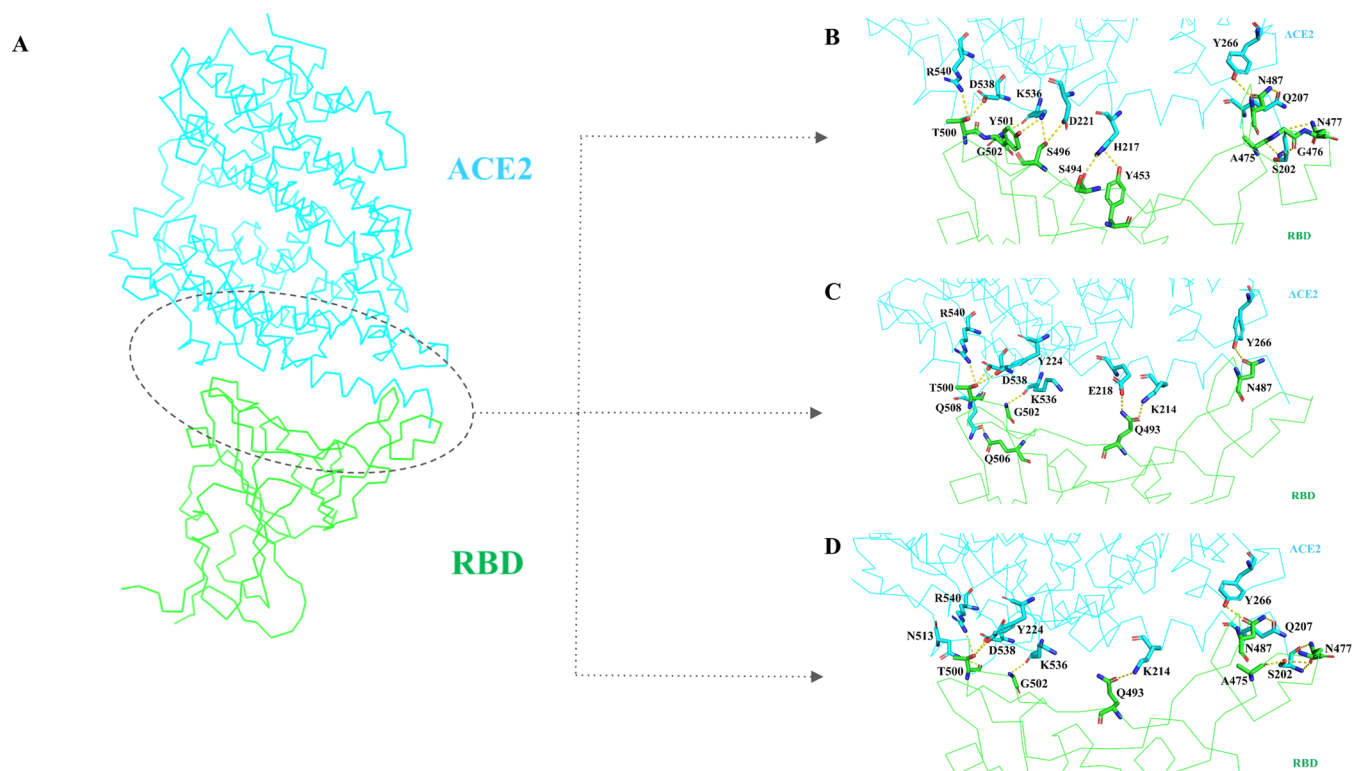 A
ACE2
RBD
B
ACE2
Y266
R540
D538
K536
N487
Q207
T500
Y501
D221
N477
G502
S496
H217
A475
G476
S494
Y453
S202
RBD
C
ACE2
R540
Y266
Y224
D538
T500
K536
E218
N487
Q508
G502
K214
Q493
Q506
RBD
D
ACE2
R540
Y266
N513
Y224
Q207
D538
N487
N477
T500
K536
K214
G502
A475
S202
Q493
RBD